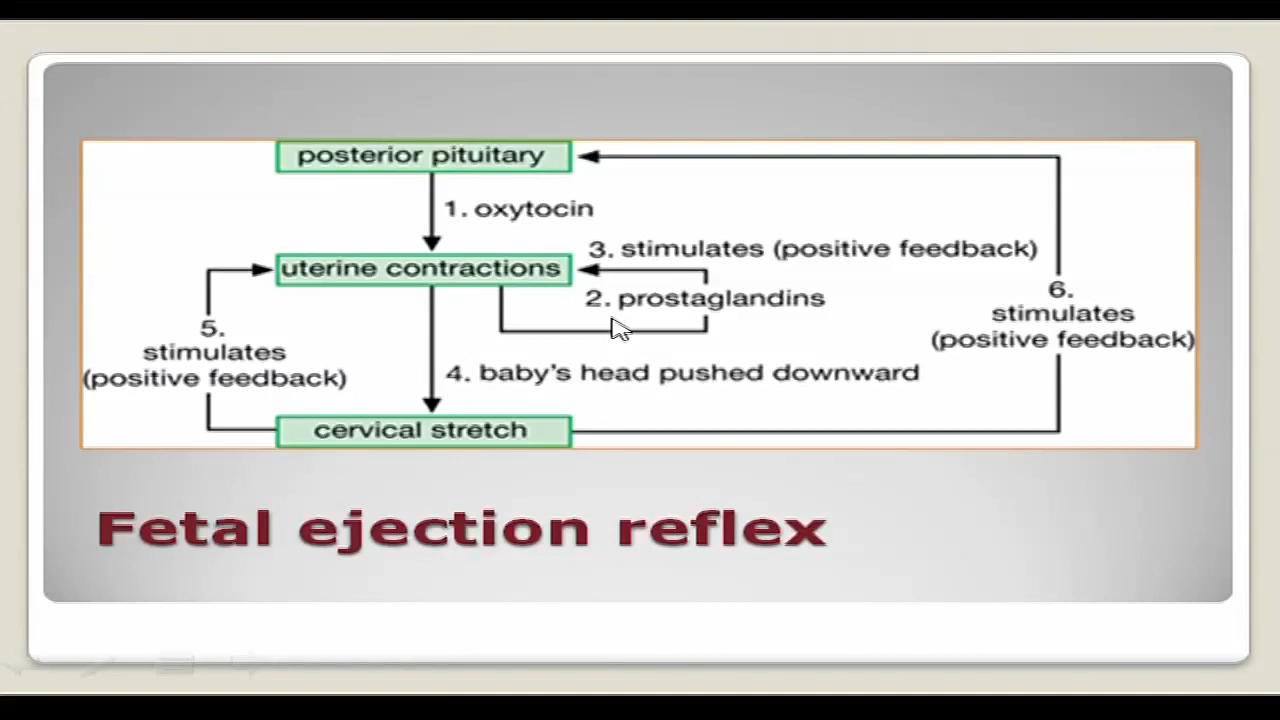 posterior pituitary
1. oxytocin
3. stimulates (positive feedback)
uterine contractions
2. prostaglandins
6.
stimulates
(positive feedback)
5.
stimulates
(positive feedback)
4. baby's head pushed downward
cervical stretch
Fetal ejection reflex